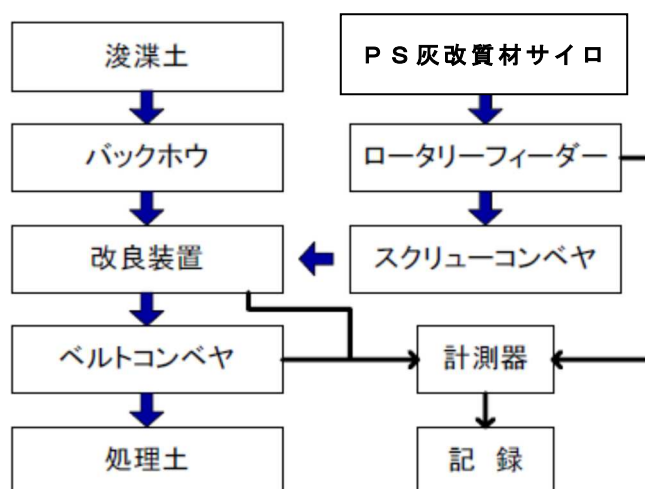 浚渫土
ＰＳ灰改質材サイロ
バックホウ
ロータリーフィーダー
改良装置
スクリューコンベヤ
ベルトコンベヤ
計測器
処理土
記 録